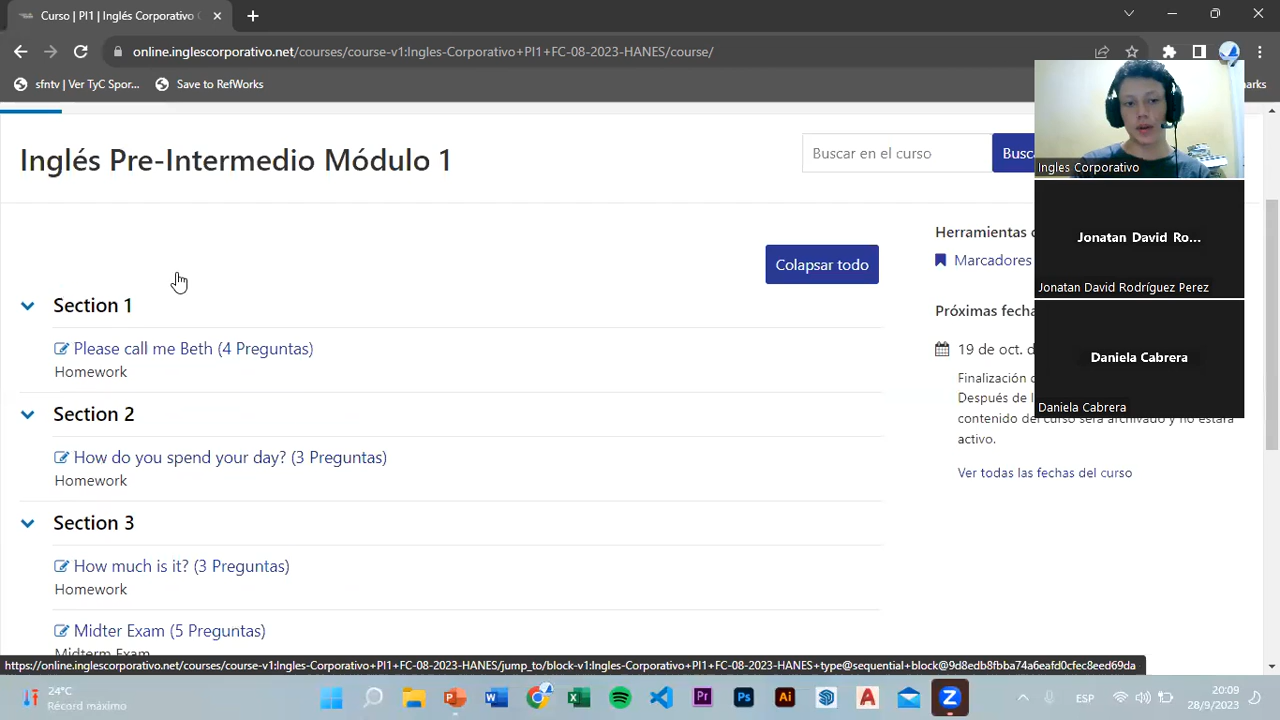 Curso | PI1 | Inglés Corporativo
online.inglescorporativo.net/courses/course-v1:Ingles-Corporativo+PI1+FC-08-2023-HANES/course/
sfntv | Ver TyC Spor...
Save to RefWorks
Inglés Pre-Intermedio Módulo 1
Buscar en el curso
Busc
Colapsar todo
Section 1
Please call me Beth (4 Preguntas)
Homework
Section 2
How do you spend your day? (3 Preguntas)
Homework
Section 3
How much is it? (3 Preguntas)
Homework
Midter Exam (5 Preguntas)
Midterm Exam
Herramientas
Marcadores
Próximas fecha
19 de oct. d
Finalización
Después de l
contenido del curso será archivado y no estará
activo.
Ver todas las fechas del curso
Ingles Corporativo
Jonatan David Ro...
Jonatan David Rodríguez Perez
Daniela Cabrera
Daniela Cabrera
https://online.inglescorporativo.net/courses/course-v1:Ingles-Corporativo+PI1+FC-08-2023-HANES/jump_to/block-v1:Ingles-Corporativo+PI1+FC-08-2023-HANES+type@sequential+block@9d8edb8fbba74a6eafd0cfec8eed69da
24°C
Récord máximo
ESP
20:09
28/9/2023